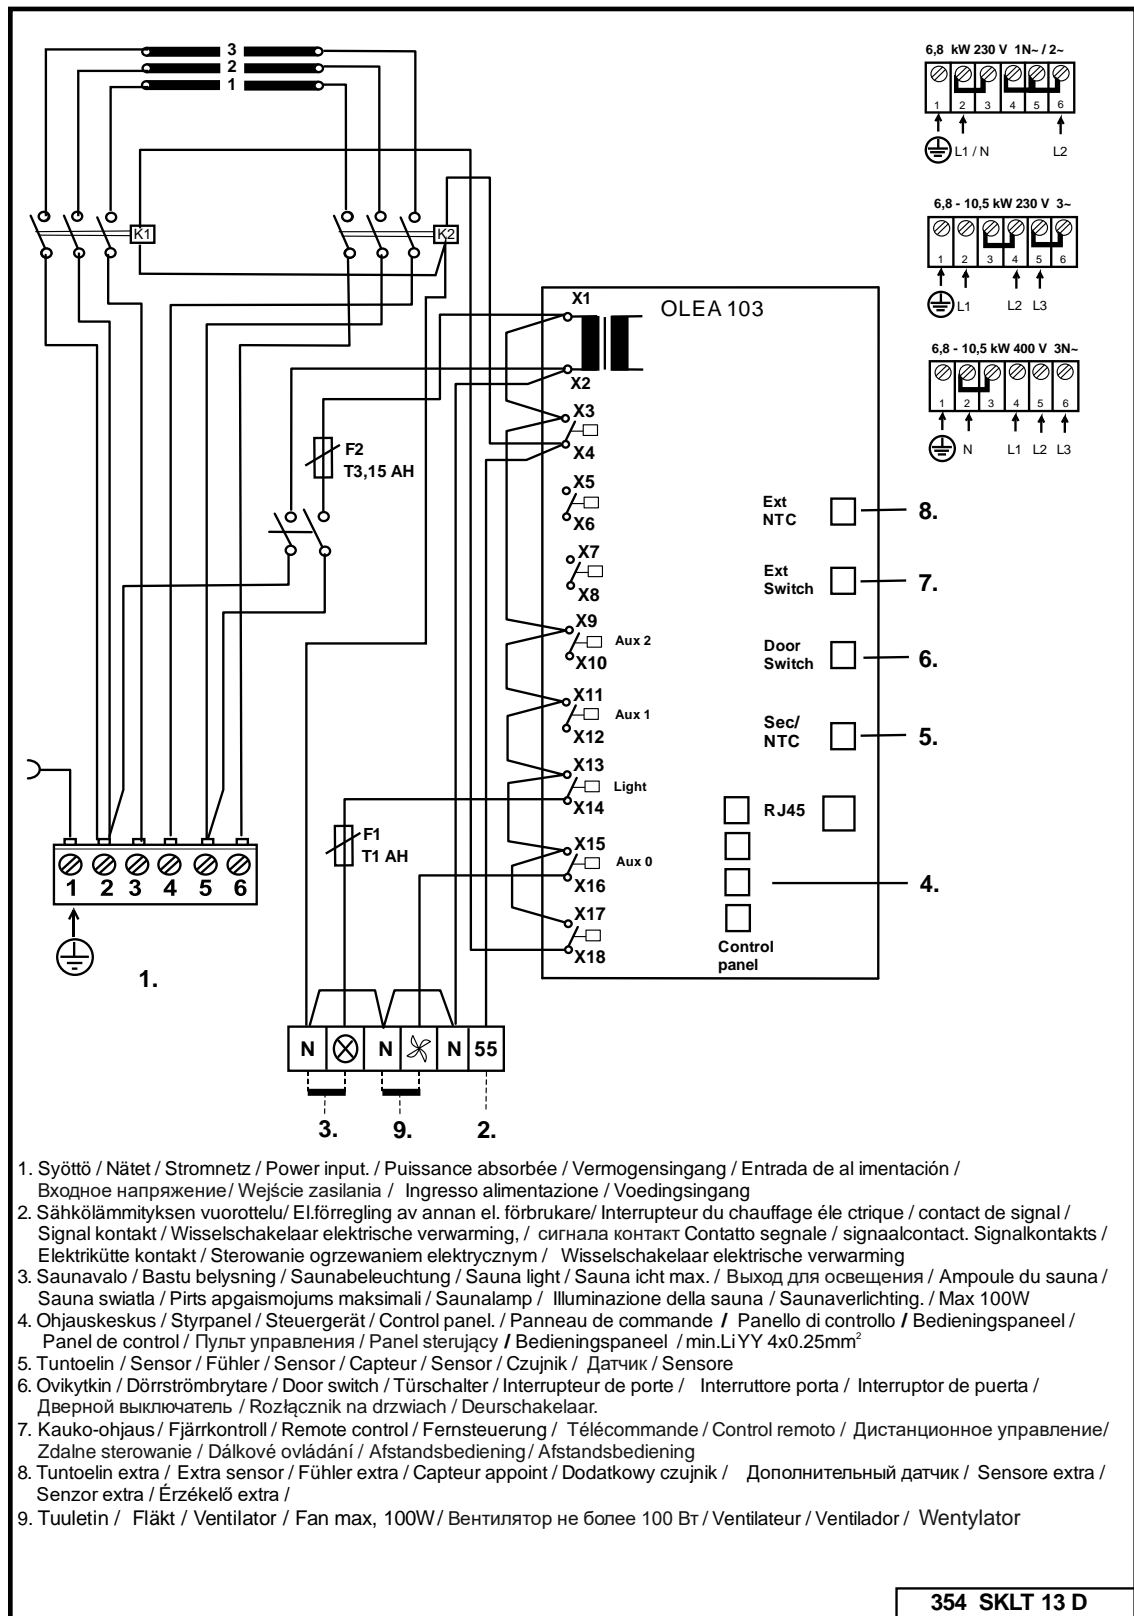 3
2
1
6,8 kW 230 V 1N~ / 2~
1 2 3 4 5 6
L1 / N L2
K1 K2
6,8 - 10,5 kW 230 V 3~
1 2 3 4 5 6
L1 L2 L3
X1 OLEA 103
X2
6,8 - 10,5 kW 400 V 3N~
1 2 3 4 5 6
N L1 L2 L3
X3
X4
F2
T3,15 AH
X5
X6
Ext
NTC
8.
X7
X8
Ext
Switch
7.
X9
Aux 2
X10
Door
Switch
6.
X11
Aux 1
X12
Sec/
NTC
5.
X13
Light
X14
RJ45
F1
T1 AH
X15
Aux 0
X16
4.
1 2 3 4 5 6
X17
X18
Control
panel
1.
N N N 55
3. 9. 2.
1. Syöttö / Nätet / Stromnetz / Power input. / Puissance absorbée / Vermogensingang / Entrada de al imentación /
Входное напряжение/ Wejście zasilania / Ingresso alimentazione / Voedingsingang
2. Sähkölämmityksen vuorottelu/ El.förregling av annan el. förbrukare/ Interrupteur du chauffage éle ctrique / contact de signal /
Signal kontakt / Wisselschakelaar elektrische verwarming, / сигнала контакт Contatto segnale / signaalcontact. Signalkontakts /
Elektrikütte kontakt / Sterowanie ogrzewaniem elektrycznym / Wisselschakelaar elektrische verwarming
3. Saunavalo / Bastu belysning / Saunabeleuchtung / Sauna light / Sauna icht max. / Выход для освещения / Ampoule du sauna /
Sauna swiatla / Pirts apgaismojums maksimali / Saunalamp / Illuminazione della sauna / Saunaverlichting. / Max 100W
4. Ohjauskeskus / Styrpanel / Steuergerät / Control panel. / Panneau de commande / Panello di controllo / Bedieningspaneel /
Panel de control / Пульт управления / Panel sterujący / Bedieningspaneel / min.LiYY 4x0.25mm²
5. Tuntoelin / Sensor / Fühler / Sensor / Capteur / Sensor / Czujnik / Датчик / Sensore
6. Ovikytkin / Dörrströmbrytare / Door switch / Türschalter / Interrupteur de porte / Interruttore porta / Interruptor de puerta /
Дверной выключатель / Rozłącznik na drzwiach / Deurschakelaar.
7. Kauko-ohjaus / Fjärrkontroll / Remote control / Fernsteuerung / Télécommande / Control remoto / Дистанционное управление/
Zdalne sterowanie / Dálkové ovládání / Afstandsbediening / Afstandsbediening
8. Tuntoelin extra / Extra sensor / Fühler extra / Capteur appoint / Dodatkowy czujnik / Дополнительный датчик / Sensore extra /
Senzor extra / Érzékelő extra /
9. Tuuletin / Fläkt / Ventilator / Fan max, 100W / Вентилятор не более 100 Вт / Ventilateur / Ventilador / Wentylator
354 SKLT 13 D